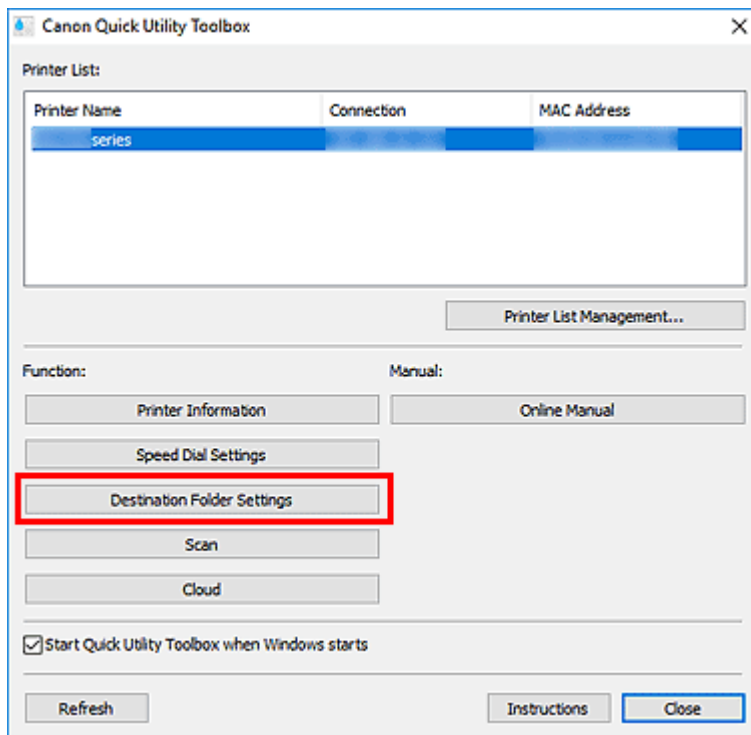 Canon Quick Utility Toolbox
Printer List:
Printer Name Connection MAC Address
series
Printer List Management...
Function: Manual:
Printer Information Online Manual
Speed Dial Settings
Destination Folder Settings
Scan
Cloud
Start Quick Utility Toolbox when Windows starts
Refresh Instructions Close